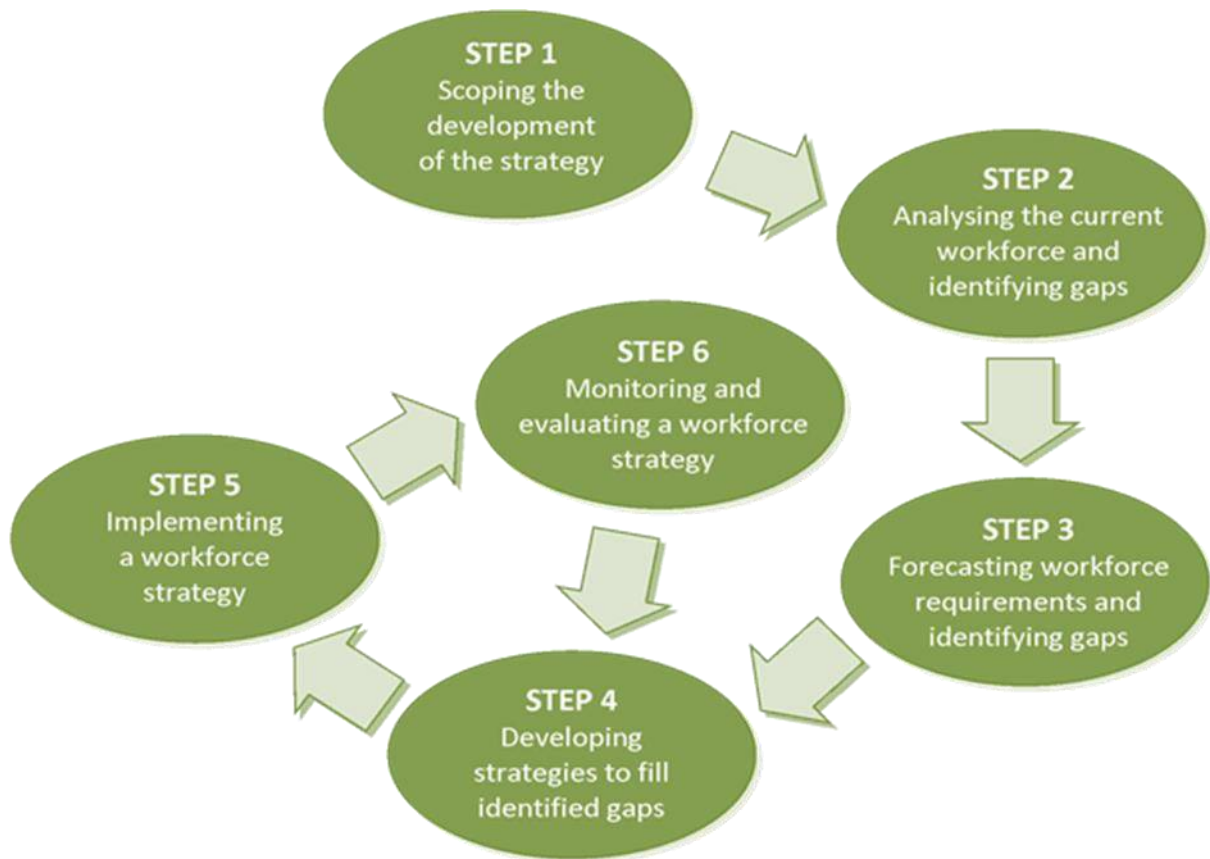 STEP 1
Scoping the
development
of the strategy
STEP 2
Analysing the current
workforce and
identifying gaps
STEP 3
Forecasting workforce
requirements and
identifying gaps
STEP 4
Developing
strategies to fill
identified gaps
STEP 5
Implementing
a workforce
strategy
STEP 6
Monitoring and
evaluating a workforce
strategy